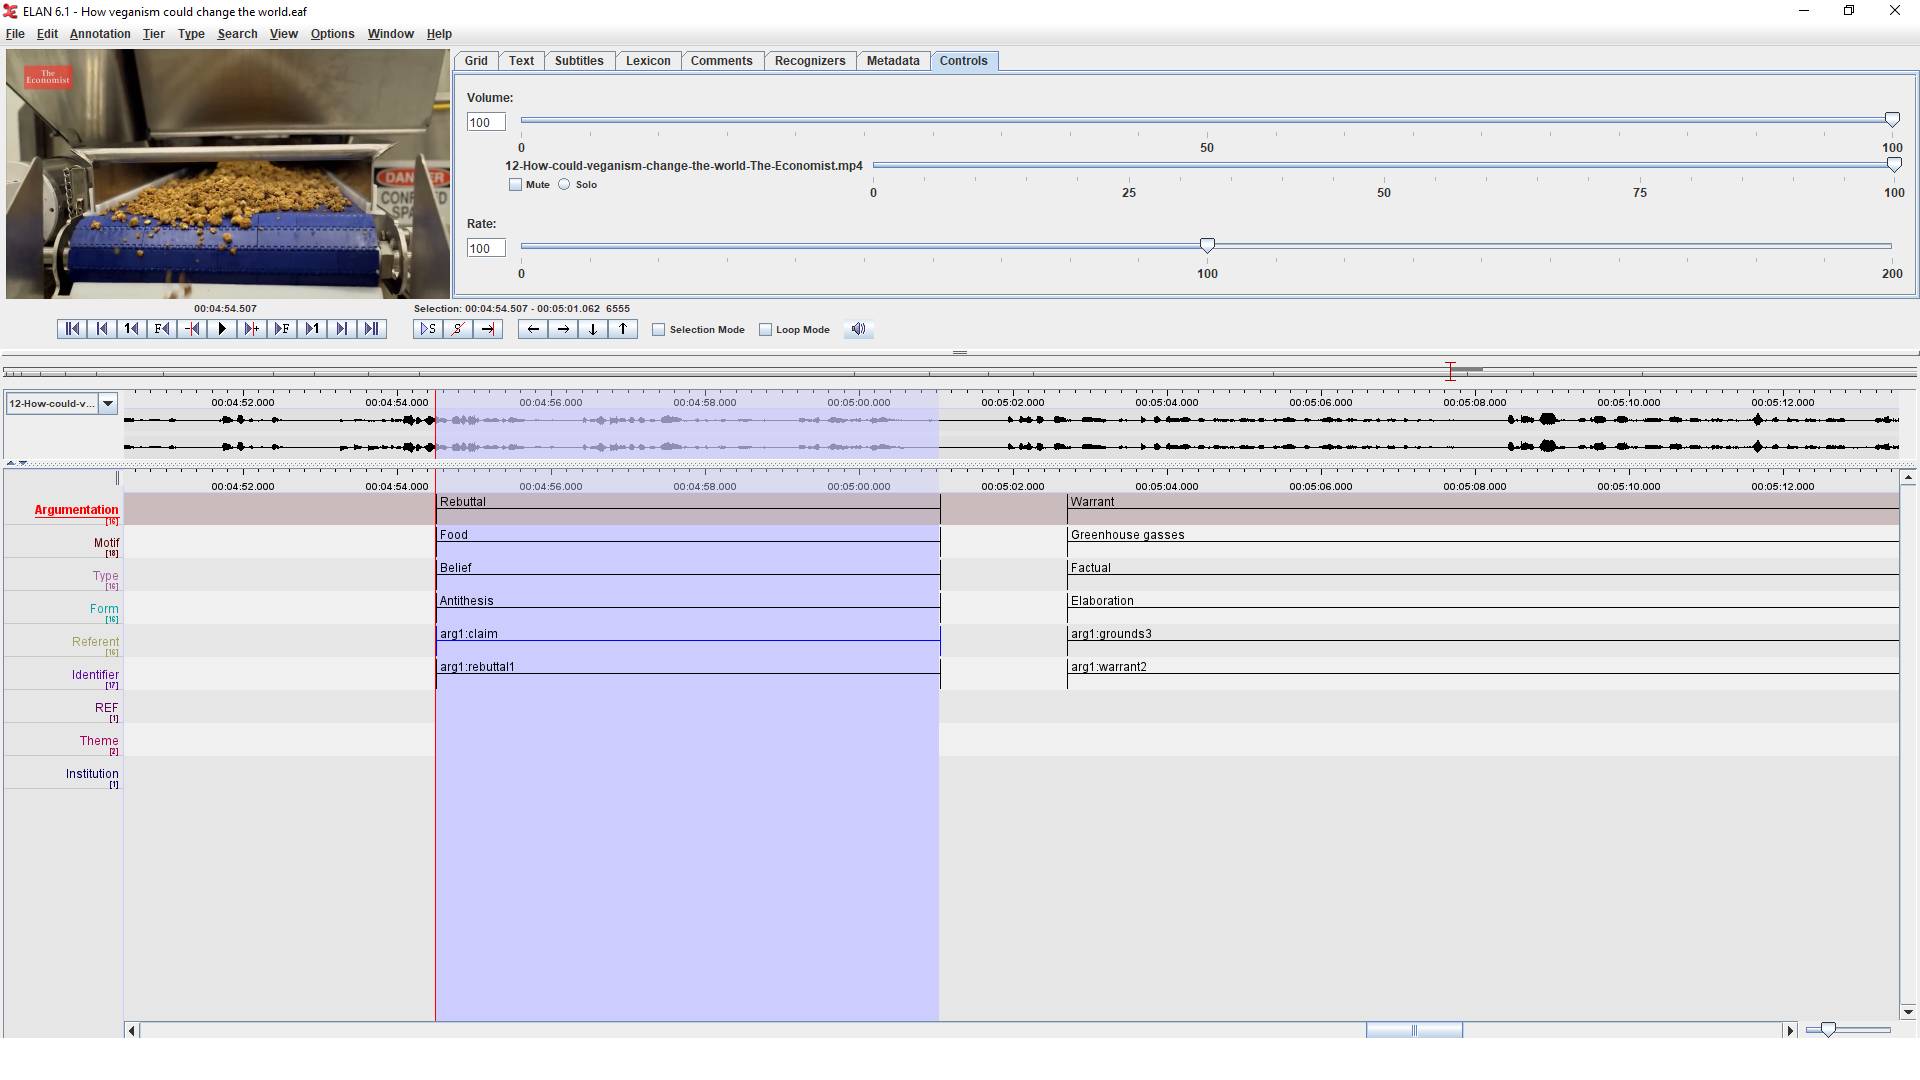 ELAN 6.1 - How veganism could change the world.eaf
File Edit Annotation Tier Type Search View Options Window Help
The
Economist
DANGER
Grid Text Subtitles Lexicon Comments Recognizers Metadata Controls
Volume:
100
0 50 100
12-How-could-veganism-change-the-world-The-Economist.mp4
Mute Solo
0 25 50 75 100
Rate:
100
0 100 200
00:04:54.507
Selection: 00:04:54.507 - 00:05:01.062 6555
1 F F 1 S S
Selection Mode Loop Mode
12-How-could-v...
00:04:52.000 00:04:54.000 00:04:56.000 00:04:58.000 00:05:00.000 00:05:02.000 00:05:04.000 00:05:06.000 00:05:08.000 00:05:10.000 00:05:12.000
00:04:52.000 00:04:54.000 00:04:56.000 00:04:58.000 00:05:00.000 00:05:02.000 00:05:04.000 00:05:06.000 00:05:08.000 00:05:10.000 00:05:12.000
Argumentation Rebuttal Warrant
[16]
Motif Food Greenhouse gasses
[18]
Type Belief Factual
[16]
Form Antithesis Elaboration
[16]
Referent arg1:claim arg1:grounds3
[16]
Identifier arg1:rebuttal1 arg1:warrant2
[17]
REF
[1]
Theme
[2]
Institution
[1]